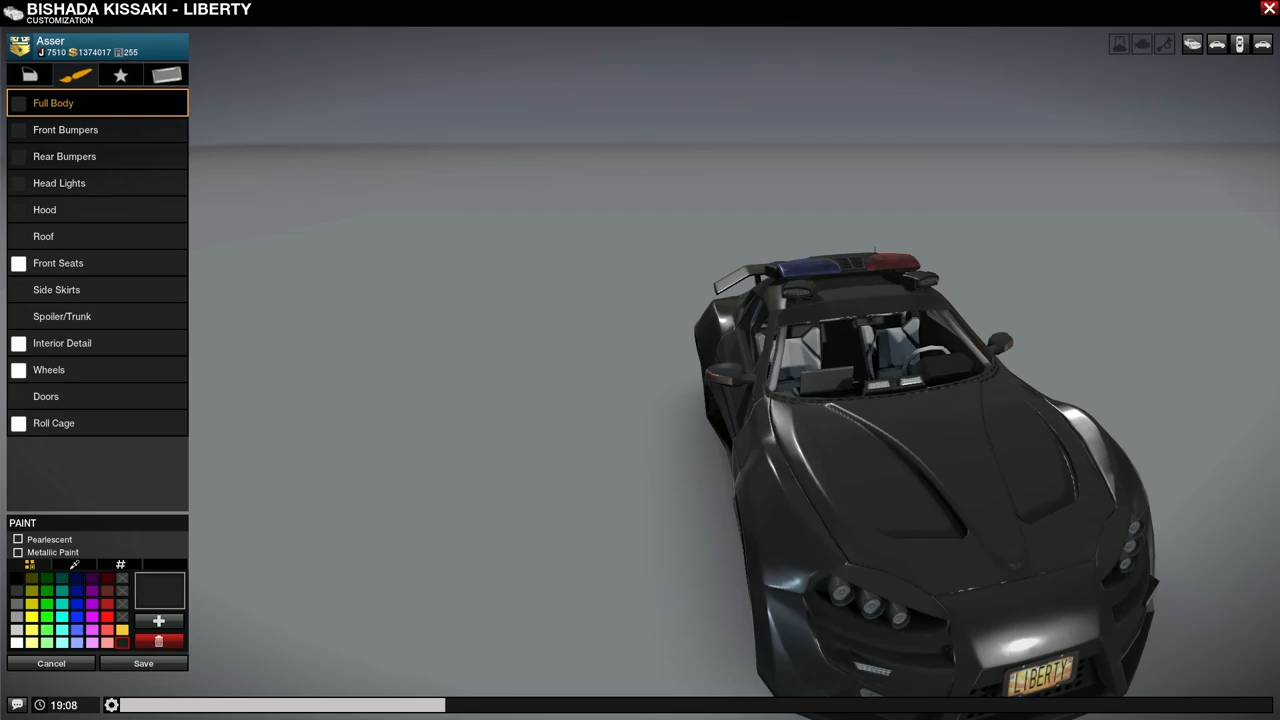 BISHADA KISSAKI - LIBERTY
CUSTOMIZATION
Asser
J 7510 $ 1374017 R 255
Full Body
Front Bumpers
Rear Bumpers
Head Lights
Hood
Roof
Front Seats
Side Skirts
Spoiler/Trunk
Interior Detail
Wheels
Doors
Roll Cage
PAINT
Pearlescent
Metallic Paint
#
Cancel
Save
LIBERTY
19:08